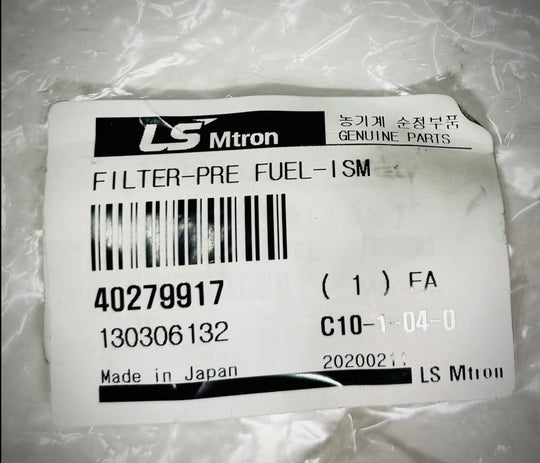 LS Mtron
농기계 순정부품
GENUINE PARTS
FILTER-PRE FUEL-ISM
40279917
( 1 ) EA
130306132
C10-1-04-0
20200211
Made in Japan
LS Mtron